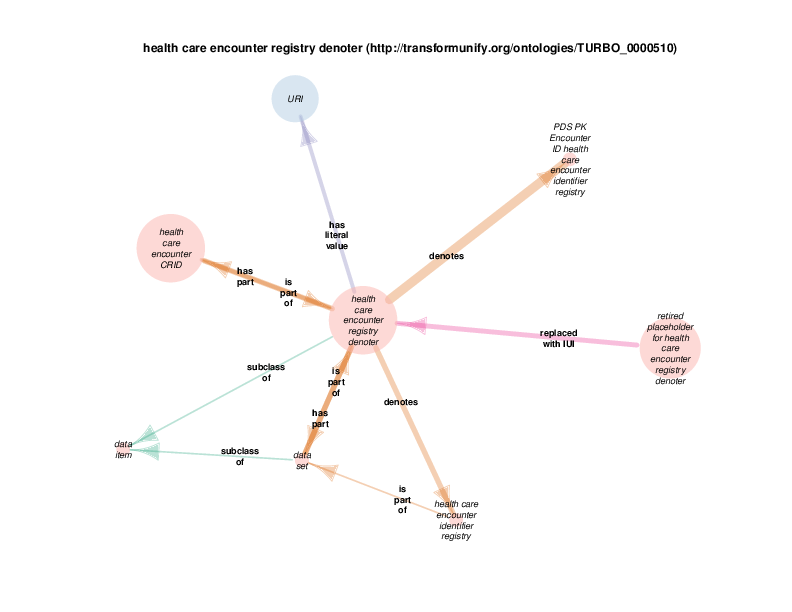 health care encounter registry denoter (http://transformunify.org/ontologies/TURBO_0000510)
URI
PDS PK
Encounter
ID health
care
encounter
identifier
registry
health
care
encounter
CRID
has
literal
value
denotes
has
part
is
part
of
health
care
encounter
registry
denoter
replaced
with IUI
retired
placeholder
for health
care
encounter
registry
denoter
subclass
of
is
part
of
denotes
has
part
data
item
subclass
of
data
set
is
part
of
health care
encounter
identifier
registry